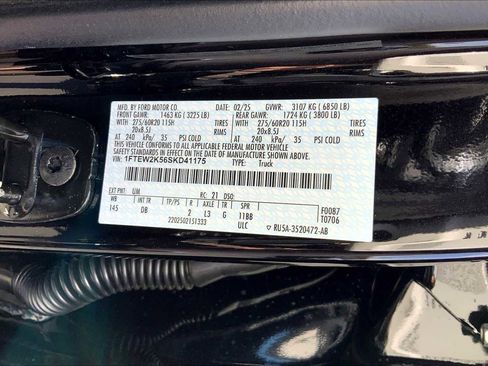 MFD. BY FORD MOTOR CO.
DATE: 02/25 GVWR: 3107 KG ( 6850 LB)
FRONT GAWR: 1463 KG ( 3225 LB) REAR GAWR: 1724 KG ( 3800 LB)
WITH 275/60R20 115H TIRES WITH 275/60R20 115H TIRES
20x8.5J RIMS 20x8.5J RIMS
AT 240 kPa/ 35 PSI COLD AT 240 kPa/ 35 PSI COLD
THIS VEHICLE CONFORMS TO ALL APPLICABLE FEDERAL MOTOR VEHICLE
SAFETY STANDARDS IN EFFECT ON THE DATE OF MANUFACTURE SHOWN ABOVE.
VIN: 1FTEW2K56SKD41175 TYPE: Truck
EXT PNT: UM RC: 21 DSO:
WB INT TR TP/PS R AXLE TR SPR F0087
145 DB 2 L3 G 11BB T0706
2202502151333 ULC RU5A-3520472-AB